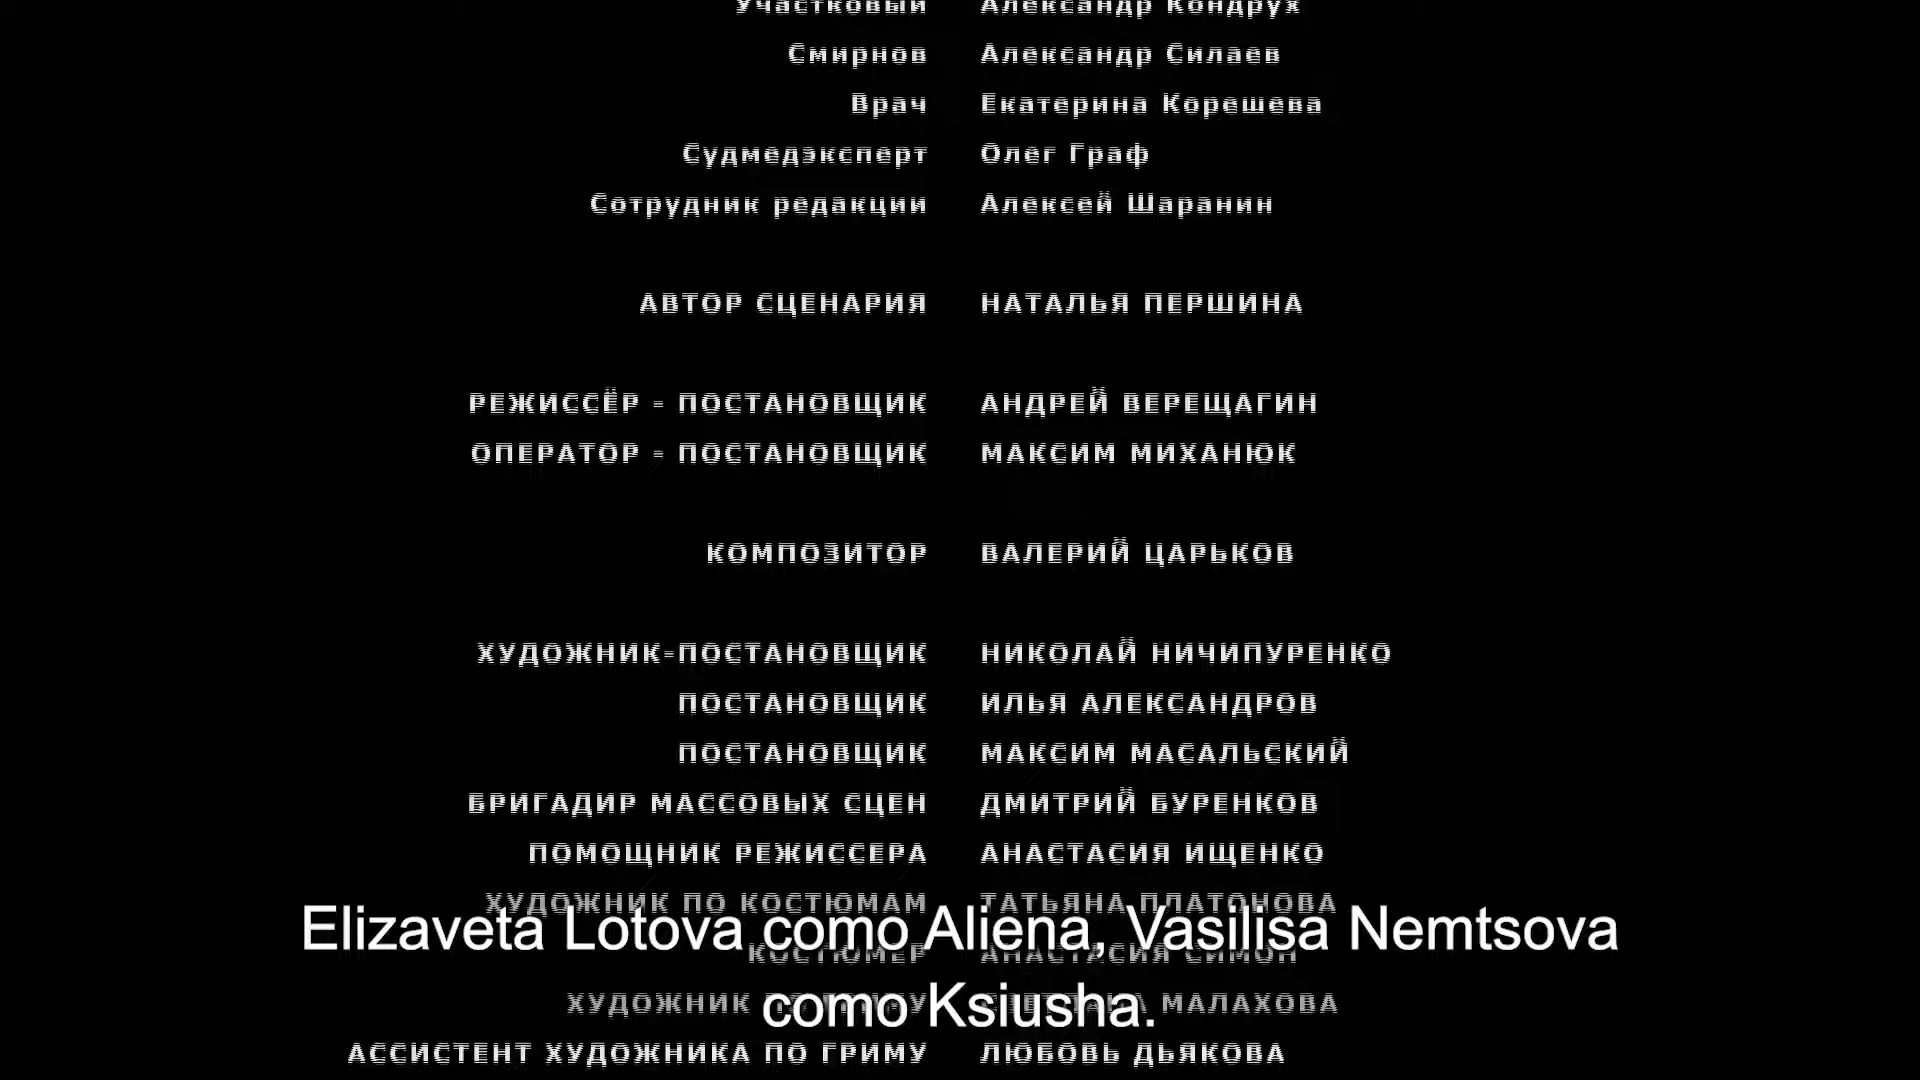 Участковый Александр Кондрух
Смирнов Александр Силаев
Врач Екатерина Корешева
Судмедэксперт Олег Граф
Сотрудник редакции Алексей Шаранин
АВТОР СЦЕНАРИЯ НАТАЛЬЯ ПЕРШИНА
РЕЖИССЁР - ПОСТАНОВЩИК АНДРЕЙ ВЕРЕЩАГИН
ОПЕРАТОР - ПОСТАНОВЩИК МАКСИМ МИХАНЮК
КОМПОЗИТОР ВАЛЕРИЙ ЦАРЬКОВ
ХУДОЖНИК-ПОСТАНОВЩИК НИКОЛАЙ НИЧИПУРЕНКО
ПОСТАНОВЩИК ИЛЬЯ АЛЕКСАНДРОВ
ПОСТАНОВЩИК МАКСИМ МАСАЛЬСКИЙ
БРИГАДИР МАССОВЫХ СЦЕН ДМИТРИЙ БУРЕНКОВ
ПОМОЩНИК РЕЖИССЕРА АНАСТАСИЯ ИЩЕНКО
ХУДОЖНИК ПО КОСТЮМАМ ТАТЬЯНА ПЛАТОНОВА
Elizaveta Lotova como Aliena, Vasilisa Nemtsova
КОСТЮМЕР АНАСТАСИЯ СИМОН
ХУДОЖНИК МАЛАХОВА
como Ksiusha.
АССИСТЕНТ ХУДОЖНИКА ПО ГРИМУ ЛЮБОВЬ ДЬЯКОВА